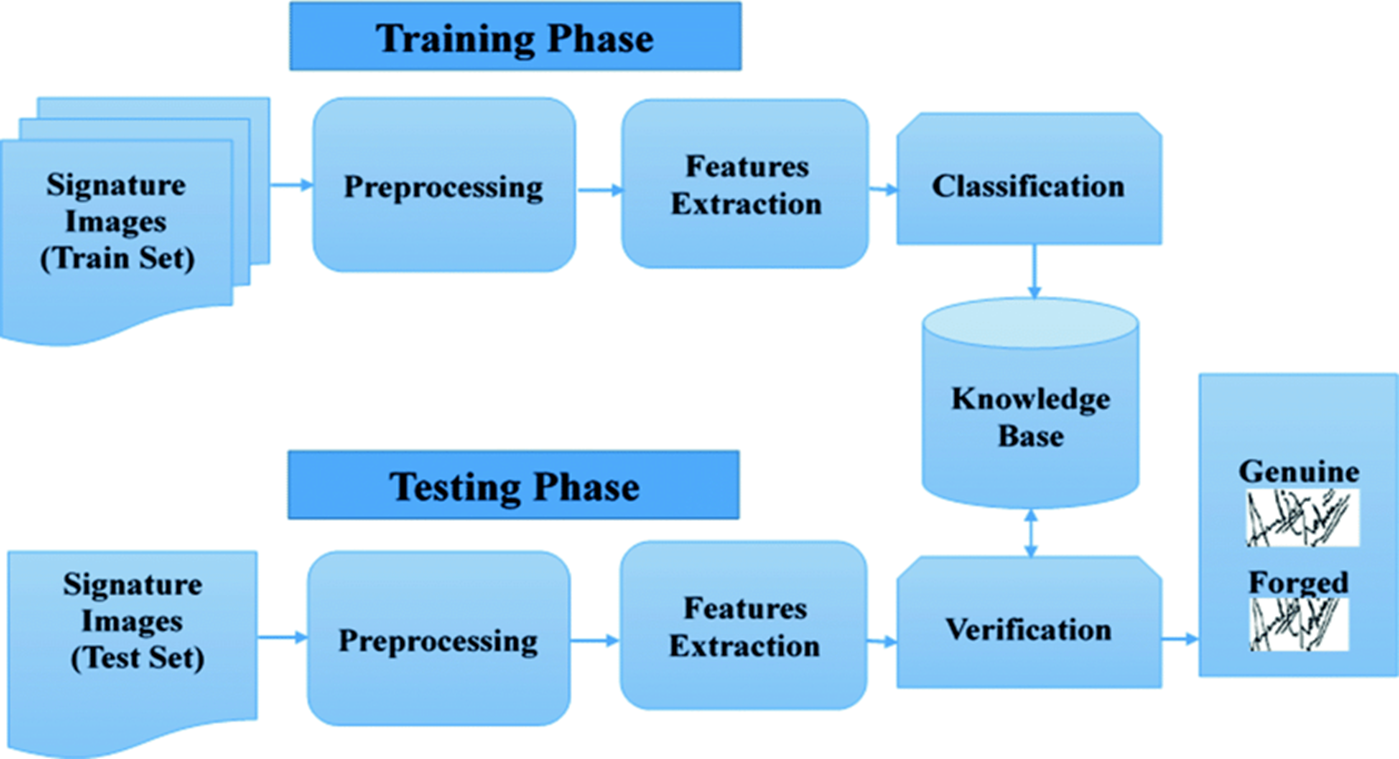 Training Phase
Signature
Images
(Train Set)
Preprocessing
Features
Extraction
Classification
Knowledge
Base
Testing Phase
Signature
Images
(Test Set)
Preprocessing
Features
Extraction
Verification
Genuine
Forged